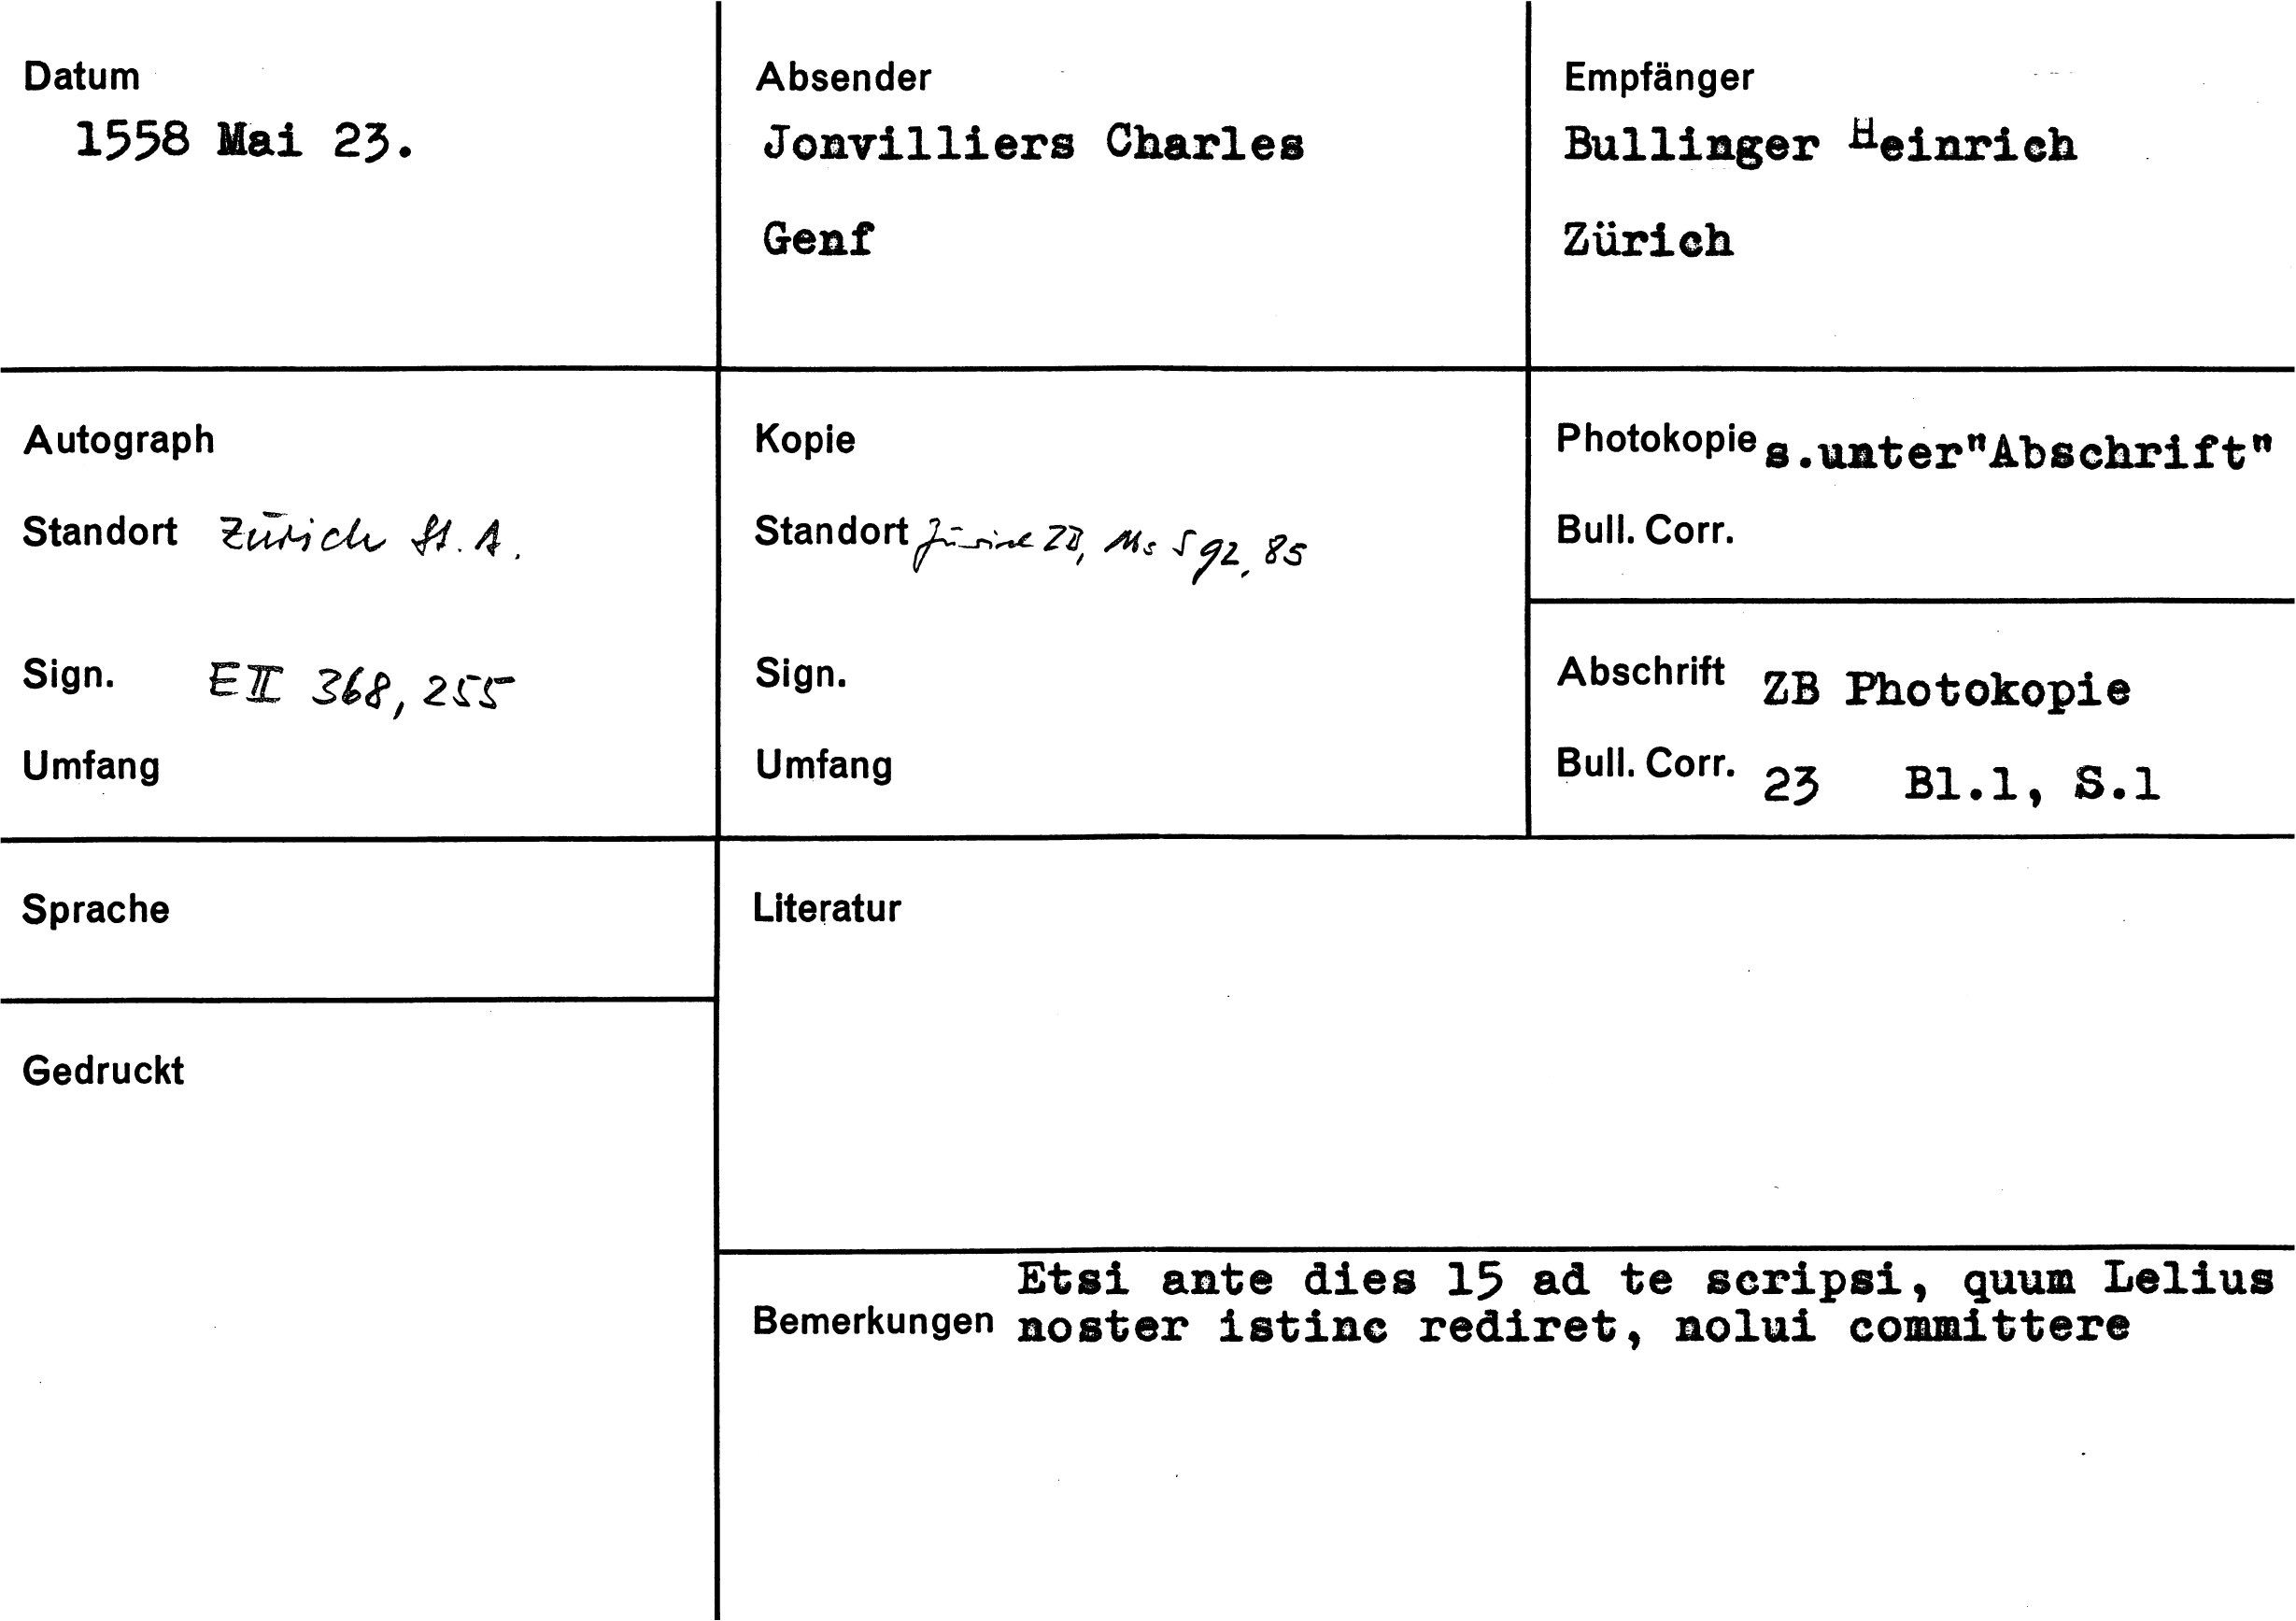 Datum
1558 Mai 23.
Absender
Jonvilliers Charles
Genf
Empfänger
Bullinger Heinrich
Zürich
Autograph
Standort Zürich St. A.
Sign. E II 368, 255
Umfang
Kopie
Standort Zürich ZB, Ms S 92, 85
Sign.
Umfang
Photokopie s.unter"Abschrift"
Bull. Corr.
Abschrift ZB Photokopie
Bull. Corr. 23 Bl.1, S.1
Sprache
Gedruckt
Literatur
Bemerkungen
Etsi ante dies 15 ad te scripsi, quum Lelius
noster istinc rediret, nolui committere